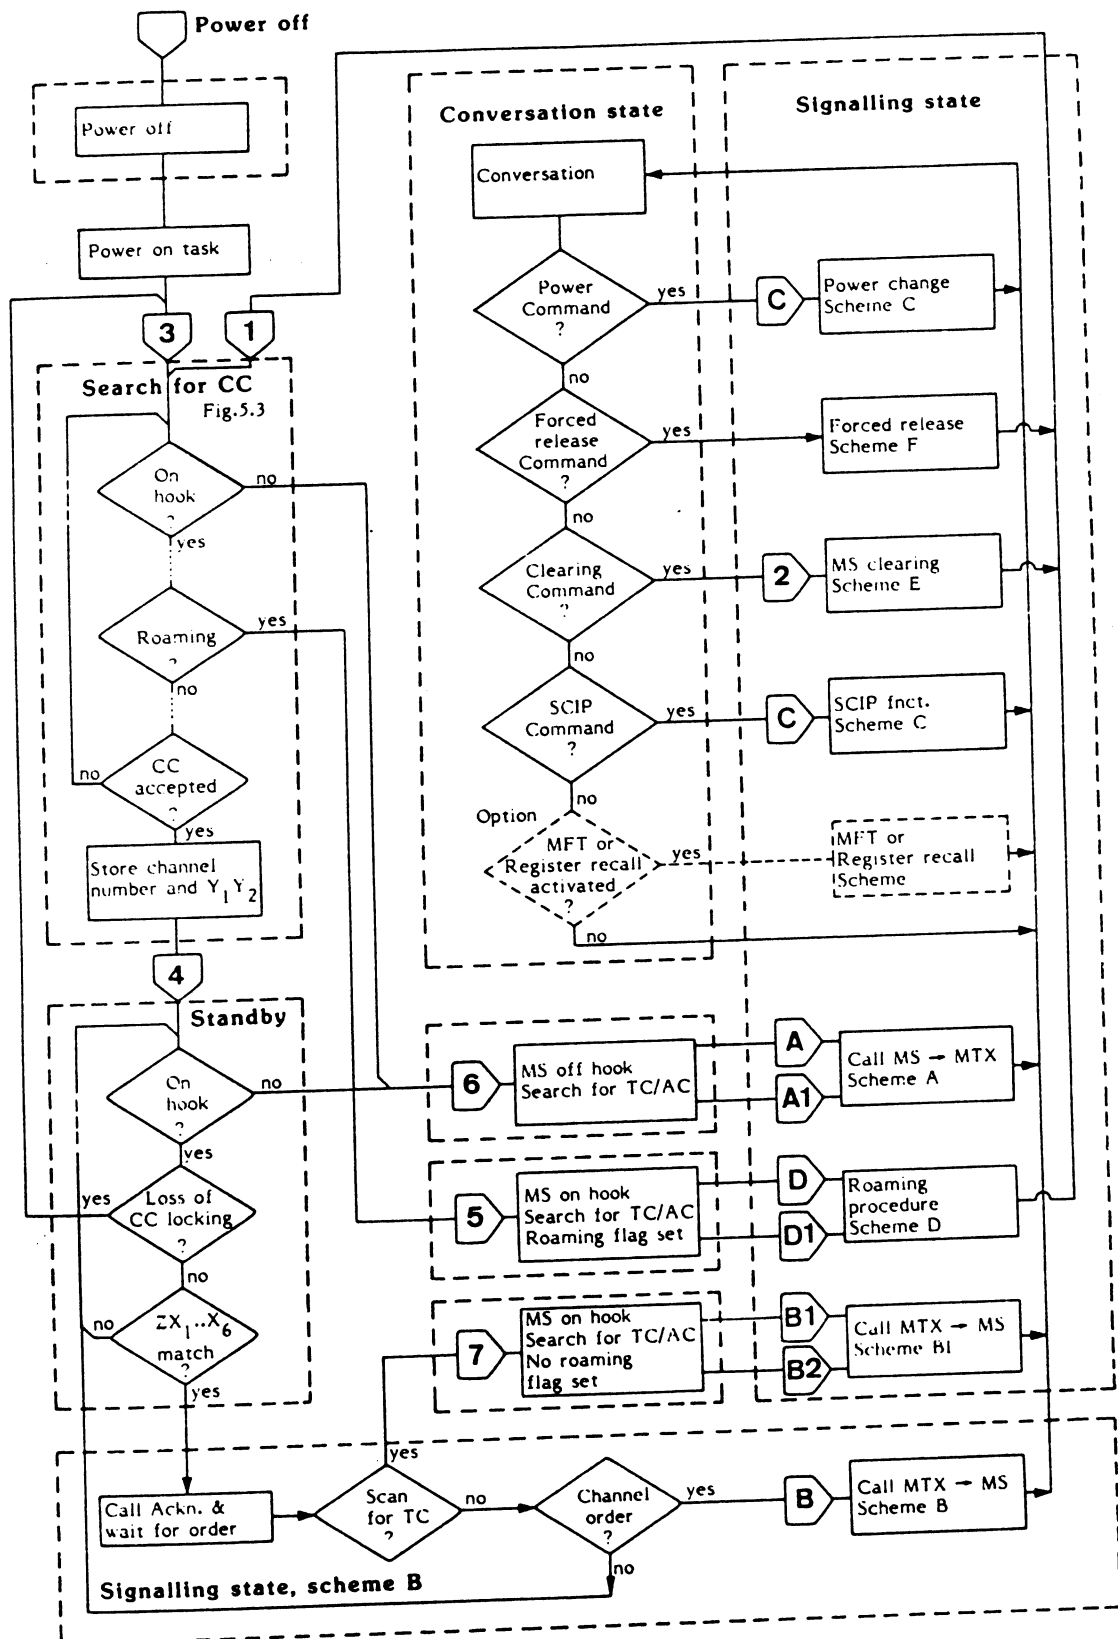 Power off
Power off
Power on task
3
1
Search for CC
Fig.5.3
On
hook
?
no
yes
Roaming
?
yes
no
CC
accepted
?
no
yes
Store channel
number and Y1 Y2
4
Standby
On
hook
?
no
yes
Loss of
CC locking
?
yes
no
ZX1..X6
match
?
no
yes
Call Ackn. &
wait for order
Scan
for TC
?
yes
no
Channel
order
?
yes
no
B
Call MTX → MS
Scheme B
Signalling state, scheme B
Conversation state
Conversation
Power
Command
?
yes
no
Forced
release
Command
?
yes
no
Clearing
Command
?
yes
no
SCIP
Command
?
yes
no
Option
MFT or
Register recall
activated
?
yes
no
Signalling state
C
Power change
Scheme C
Forced release
Scheme F
2
MS clearing
Scheme E
C
SCIP fnct.
Scheme C
MFT or
Register recall
Scheme
6
MS off hook
Search for TC/AC
A
A1
Call MS → MTX
Scheme A
5
MS on hook
Search for TC/AC
Roaming flag set
D
D1
Roaming
procedure
Scheme D
7
MS on hook
Search for TC/AC
No roaming
flag set
B1
B2
Call MTX → MS
Scheme B1